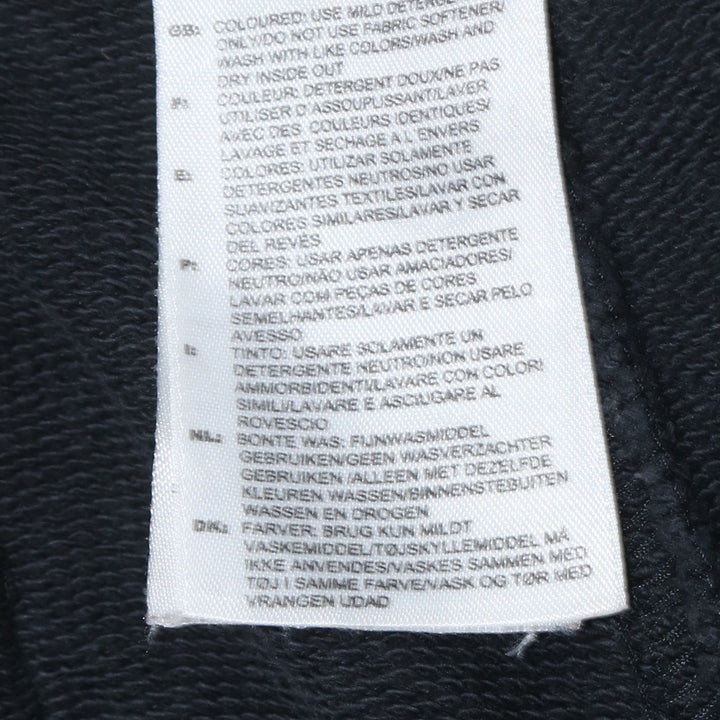 GB: COLOURED: USE MILD DETERGENT
ONLY/DO NOT USE FABRIC SOFTENER/
WASH WITH LIKE COLORS/WASH AND
DRY INSIDE OUT
F: COULEUR: DETERGENT DOUX/NE PAS
UTILISER D'ASSOUPLISSANT/LAVER
AVEC DES COULEURS IDENTIQUES/
LAVAGE ET SECHAGE A L'ENVERS
E: COLORES: UTILIZAR SOLAMENTE
DETERGENTES NEUTROS/NO USAR
SUAVIZANTES TEXTILES/LAVAR CON
COLORES SIMILARES/LAVAR Y SECAR
DEL REVÉS
P: CORES: USAR APENAS DETERGENTE
NEUTRO/NÃO USAR AMACIADORES/
LAVAR COM PEÇAS DE CORES
SEMELHANTES/LAVAR E SECAR PELO
AVESSO
I: TINTO: USARE SOLAMENTE UN
DETERGENTE NEUTRO/NON USARE
AMMORBIDENTI/LAVARE CON COLORI
SIMILI/LAVARE E ASCIUGARE AL
ROVESCIO
NL: BONTE WAS: FIJNWASMIDDEL
GEBRUIKEN/GEEN WASVERZACHTER
GEBRUIKEN /ALLEEN MET DEZELFDE
KLEUREN WASSEN/BINNENSTEBUITEN
WASSEN EN DROGEN
DK: FARVER: BRUG KUN MILDT
VASKEMIDDEL/TØJSKYLLEMIDDEL MÅ
IKKE ANVENDES/VASKES SAMMEN MED
TØJ I SAMME FARVE/VASK OG TØR MED
VRANGEN UDAD